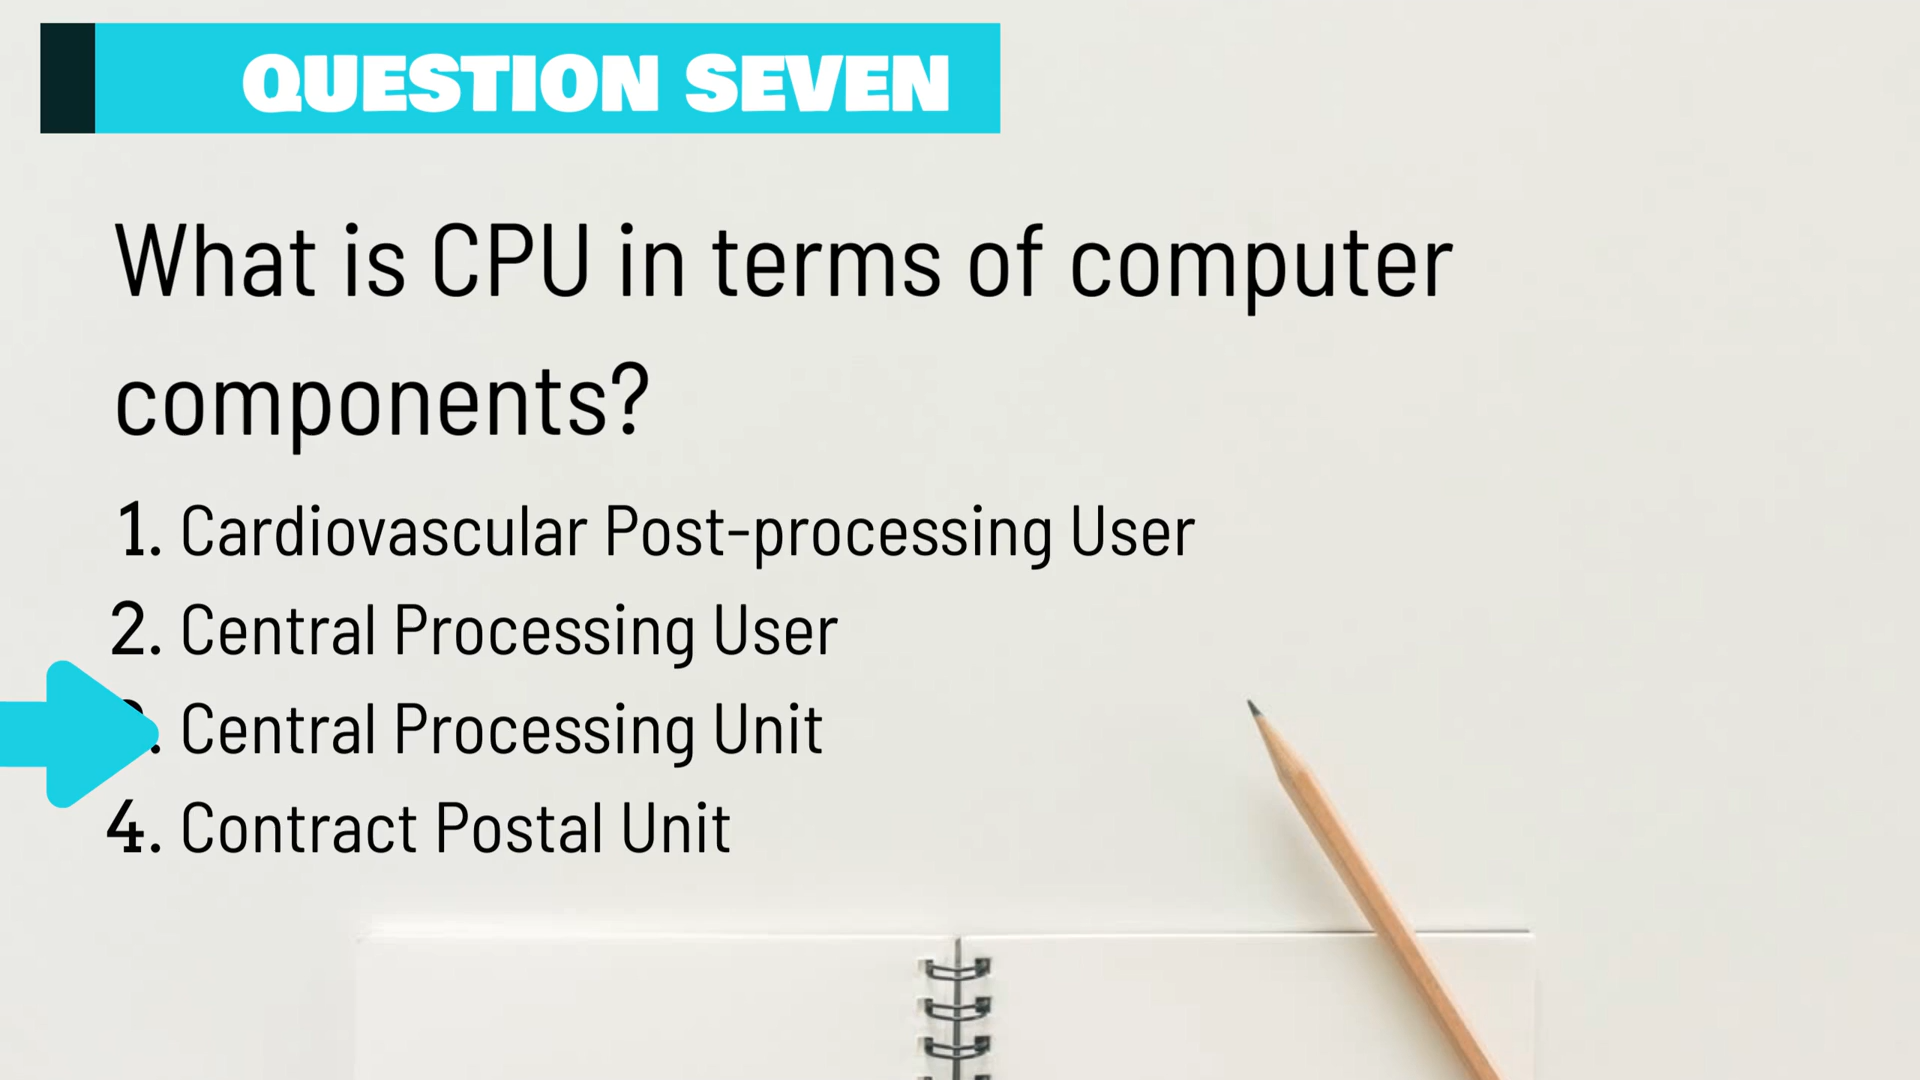 QUESTION SEVEN
What is CPU in terms of computer
components?
1. Cardiovascular Post-processing User
2. Central Processing User
. Central Processing Unit
4. Contract Postal Unit